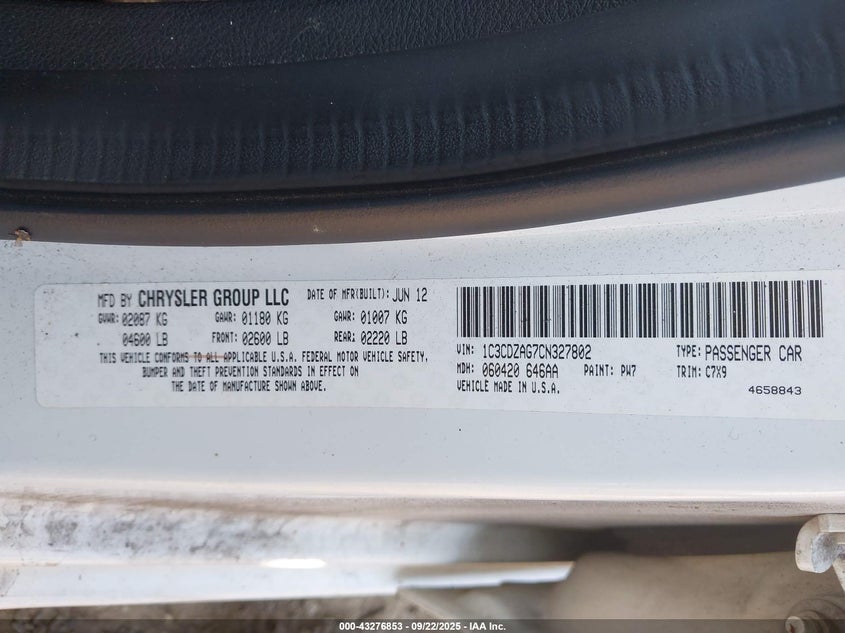 MFD BY CHRYSLER GROUP LLC DATE OF MFR(BUILT): JUN 12
GVWR: 02087 KG GAWR: 01180 KG GAWR: 01007 KG
04600 LB FRONT: 02600 LB REAR: 02220 LB
THIS VEHICLE CONFORMS TO ALL APPLICABLE U.S.A. FEDERAL MOTOR VEHICLE SAFETY,
BUMPER AND THEFT PREVENTION STANDARDS IN EFFECT ON
THE DATE OF MANUFACTURE SHOWN ABOVE.
VIN: 1C3CDZAG7CN327802 TYPE: PASSENGER CAR
MDH: 060420 646AA PAINT: PW7 TRIM: C7X9
VEHICLE MADE IN U.S.A. 4658843
000-43276853 - 09/22/2025 - IAA Inc.